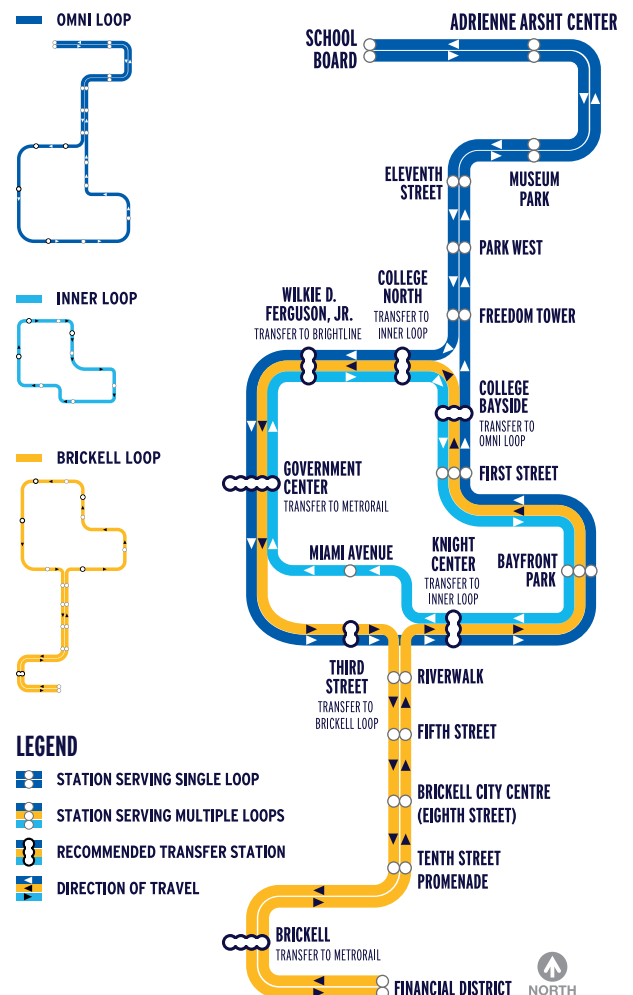 OMNI LOOP
INNER LOOP
BRICKELL LOOP
LEGEND
STATION SERVING SINGLE LOOP
STATION SERVING MULTIPLE LOOPS
RECOMMENDED TRANSFER STATION
DIRECTION OF TRAVEL
SCHOOL
BOARD
ADRIENNE ARSHT CENTER
MUSEUM
PARK
ELEVENTH
STREET
PARK WEST
FREEDOM TOWER
COLLEGE
NORTH
TRANSFER TO
INNER LOOP
WILKIE D.
FERGUSON, JR.
TRANSFER TO BRIGHTLINE
COLLEGE
BAYSIDE
TRANSFER TO
OMNI LOOP
FIRST STREET
GOVERNMENT
CENTER
TRANSFER TO METRORAIL
MIAMI AVENUE
KNIGHT
CENTER
TRANSFER TO
INNER LOOP
BAYFRONT
PARK
THIRD
STREET
TRANSFER TO
BRICKELL LOOP
RIVERWALK
FIFTH STREET
BRICKELL CITY CENTRE
(EIGHTH STREET)
TENTH STREET
PROMENADE
BRICKELL
TRANSFER TO METRORAIL
FINANCIAL DISTRICT
NORTH